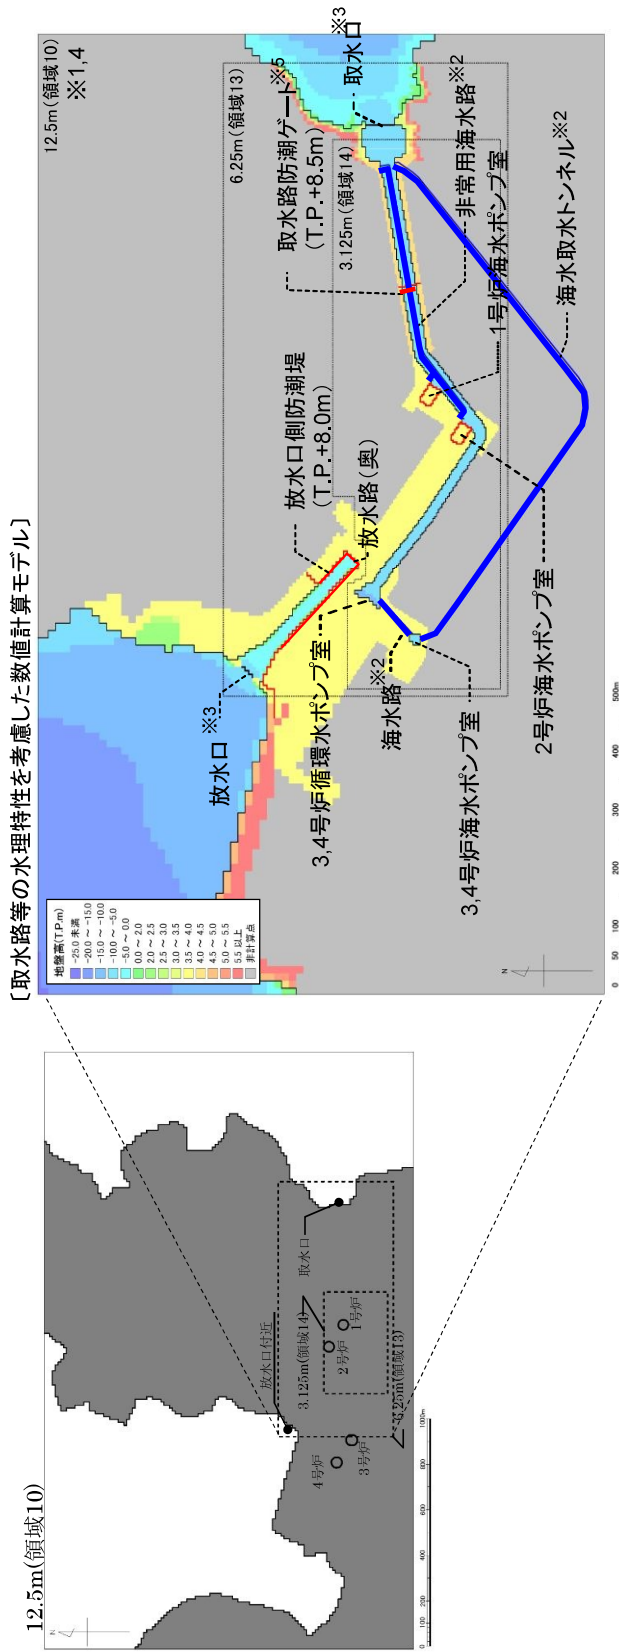 〔取水路等の水理特性を考慮した数値計算モデル〕
12.5m(領域10)
※1,4
6.25m(領域13)
3.125m(領域14)
取水路防潮ゲート※5
(T.P.+8.5m)
取水口※3
非常用海水路※2
1号炉海水ポンプ室
海水取水トンネル※2
放水口側防潮堤
(T.P.+8.0m)
放水路(奥)
放水口※3
3,4号炉循環水ポンプ室
海水路※2
3,4号炉海水ポンプ室
2号炉海水ポンプ室
地盤高(T.P.m)
-25.0 未満
-20.0 ～ -15.0
-15.0 ～ -10.0
-10.0 ～ -5.0
-5.0 ～ 0.0
0.0 ～ 2.0
2.0 ～ 2.5
2.5 ～ 3.0
3.0 ～ 3.5
3.5 ～ 4.0
4.0 ～ 4.5
4.5 ～ 5.0
5.0 ～ 5.5
5.5 以上
非計算点
N
0 50 100 200 300 400 500m
12.5m(領域10)
N
放水口付近
取水口
3.125m(領域14)
1号炉
2号炉
3号炉
4号炉
6.25m(領域13)
0 100 200 400 600 800 1000m